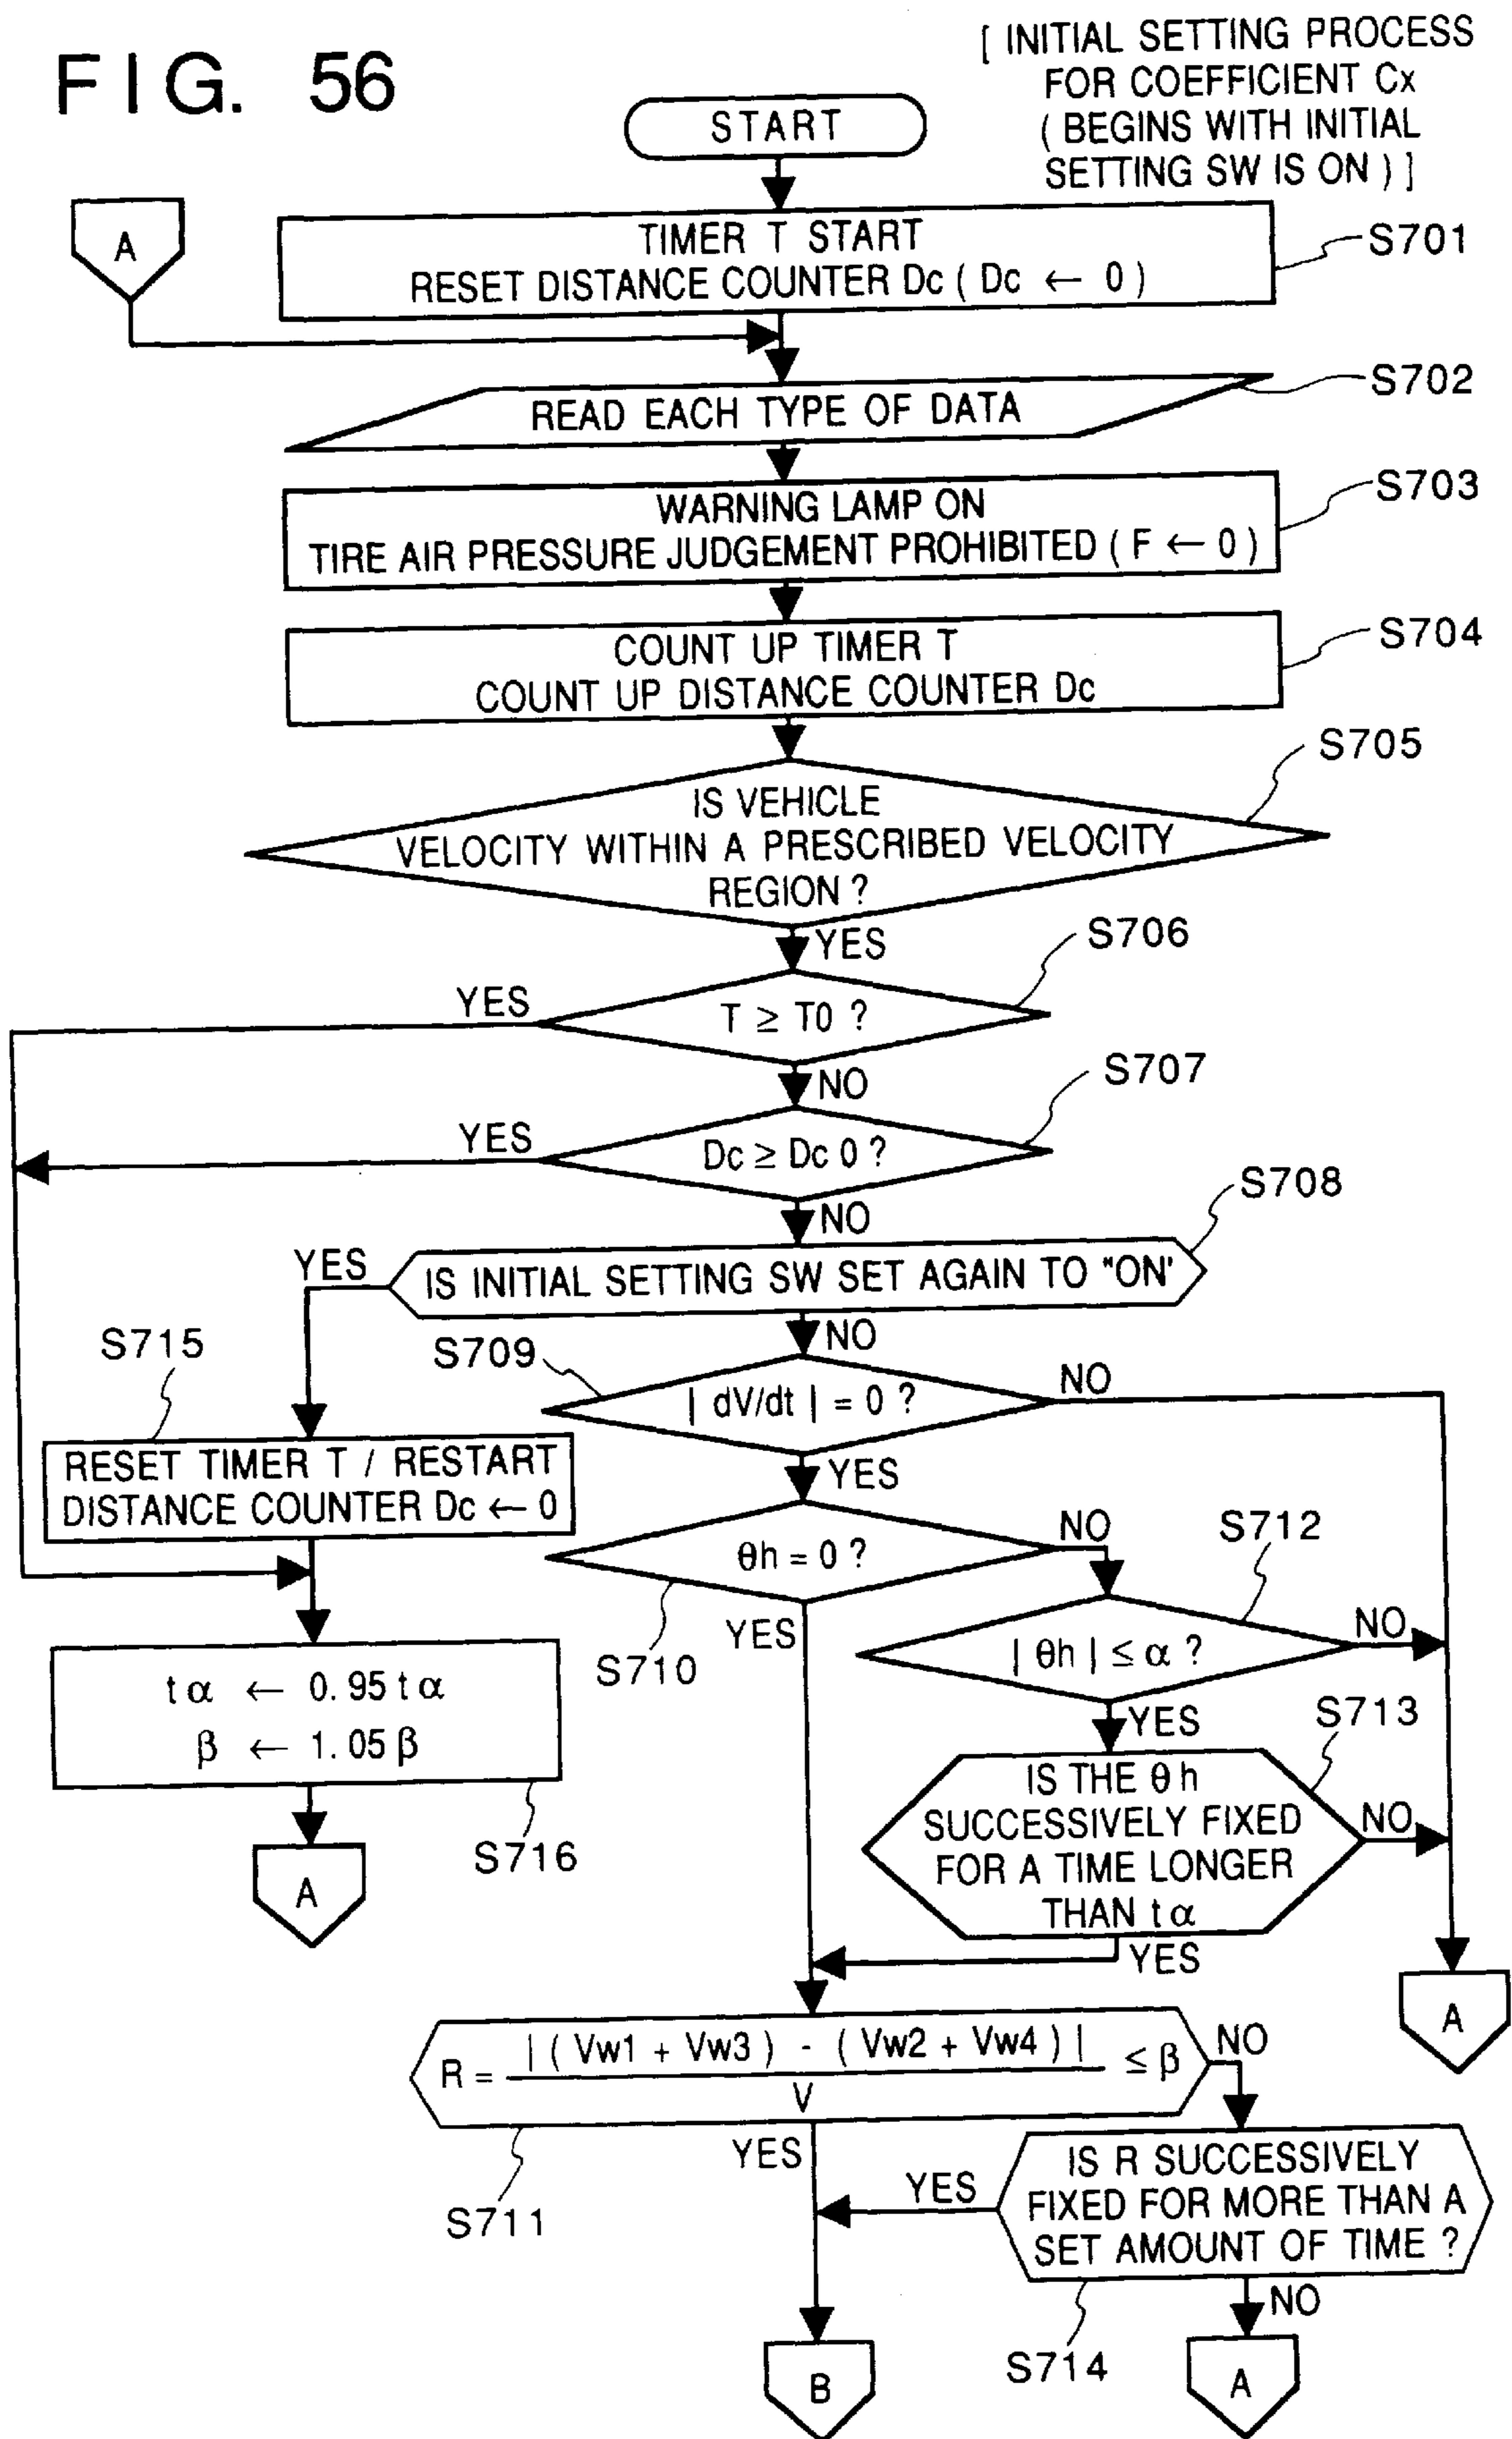 FIG. 56
[ INITIAL SETTING PROCESS
FOR COEFFICIENT Cx
( BEGINS WITH INITIAL
SETTING SW IS ON ) ]
START
A
TIMER T START
RESET DISTANCE COUNTER Dc ( Dc ← 0 )
S701
READ EACH TYPE OF DATA
S702
WARNING LAMP ON
TIRE AIR PRESSURE JUDGEMENT PROHIBITED ( F ← 0 )
S703
COUNT UP TIMER T
COUNT UP DISTANCE COUNTER Dc
S704
IS VEHICLE
VELOCITY WITHIN A PRESCRIBED VELOCITY
REGION ?
S705
YES
T ≥ T0 ?
S706
YES
NO
Dc ≥ Dc 0 ?
S707
YES
NO
IS INITIAL SETTING SW SET AGAIN TO "ON'
S708
YES
NO
S709
| dV/dt | = 0 ?
NO
YES
S715
RESET TIMER T / RESTART
DISTANCE COUNTER Dc ← 0
θh = 0 ?
NO
S710
YES
S712
| θh | ≤ α ?
NO
YES
tα ← 0.95 tα
β ← 1.05 β
S716
A
S713
IS THE θh
SUCCESSIVELY FIXED
FOR A TIME LONGER
THAN tα
NO
YES
A
R = | ( Vw1 + Vw3 ) - ( Vw2 + Vw4 ) | ≤ β
V
NO
YES
S711
IS R SUCCESSIVELY
FIXED FOR MORE THAN A
SET AMOUNT OF TIME ?
YES
S714
NO
B
A